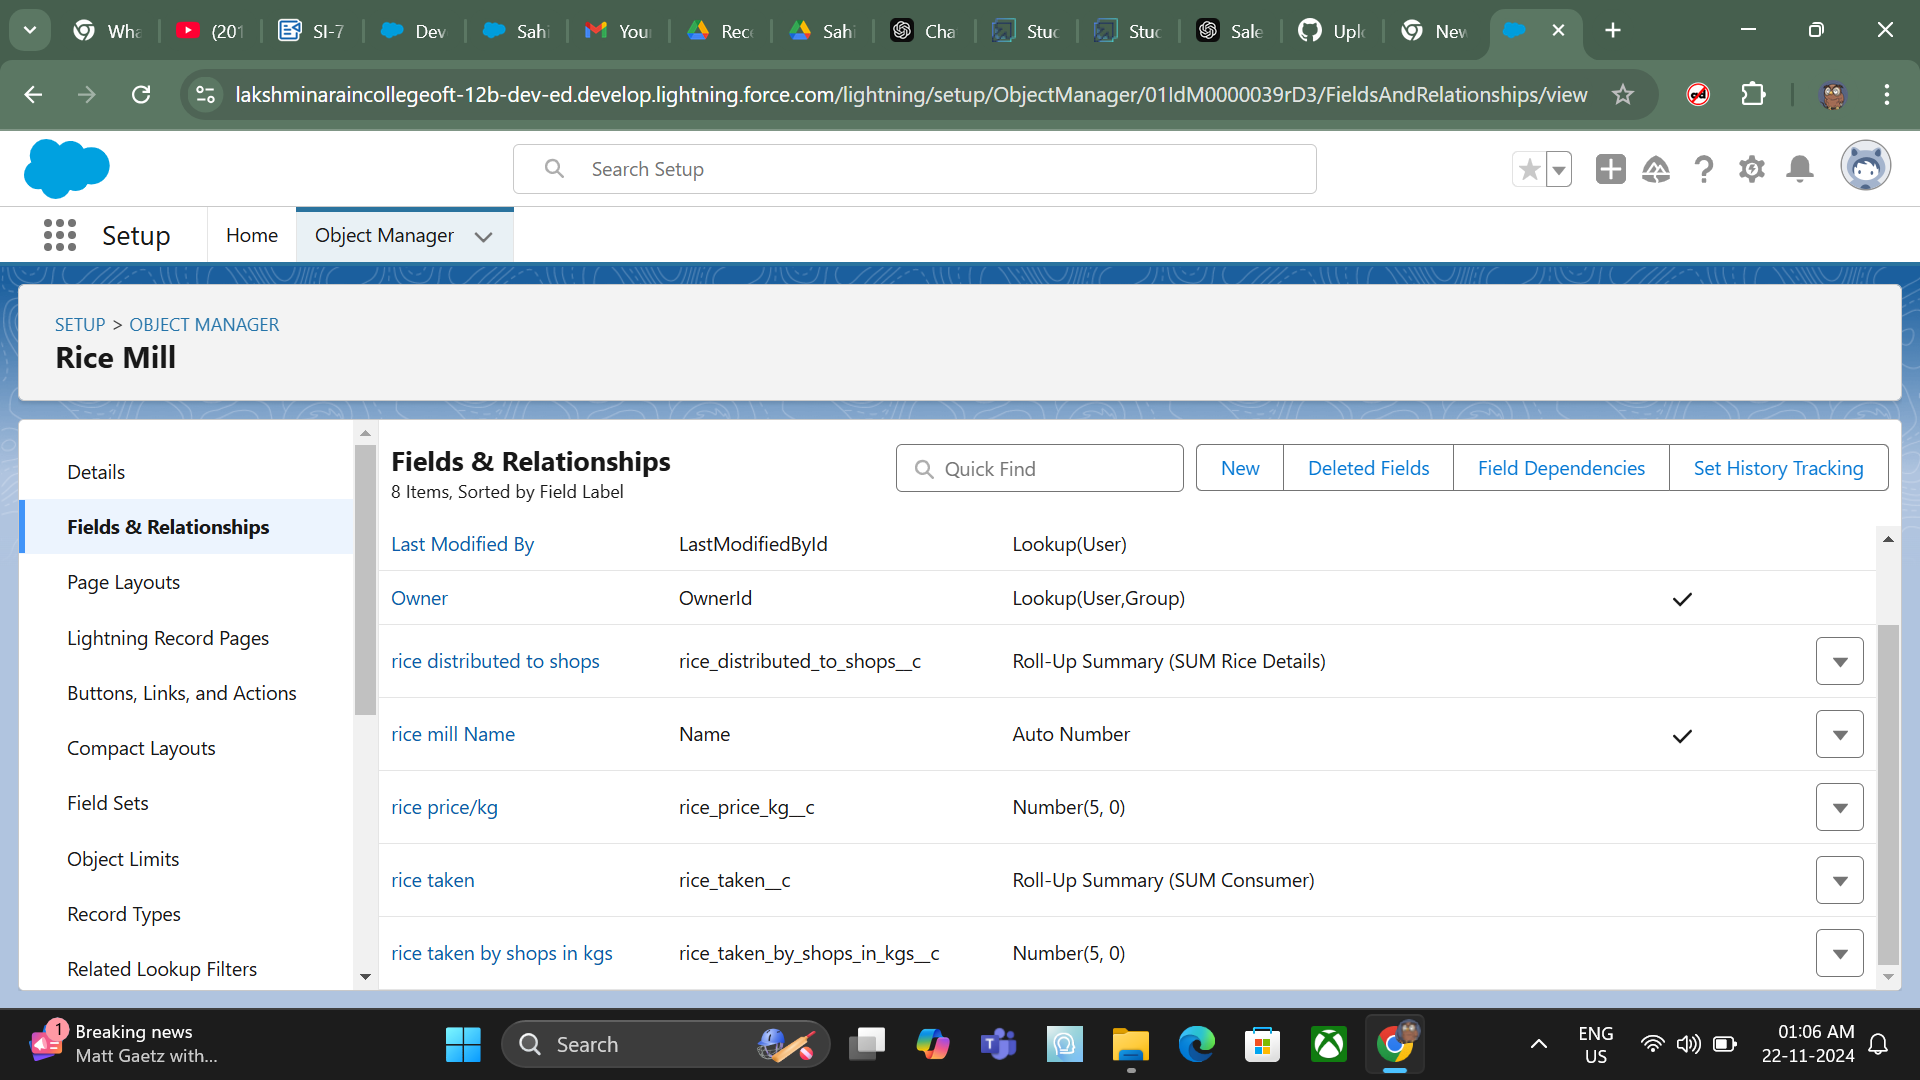 Wha
(201
SI-7
Dev
Sahi
You
Rec
Sahi
Cha
Stud
Stud
Sale
Uplo
New
lakshminaraincollegeoft-12b-dev-ed.develop.lightning.force.com/lightning/setup/ObjectManager/01IdM0000039rD3/FieldsAndRelationships/view
Search Setup
Setup
Home
Object Manager
SETUP > OBJECT MANAGER
Rice Mill
Details
Fields & Relationships
Page Layouts
Lightning Record Pages
Buttons, Links, and Actions
Compact Layouts
Field Sets
Object Limits
Record Types
Related Lookup Filters
Fields & Relationships
8 Items, Sorted by Field Label
Quick Find
New
Deleted Fields
Field Dependencies
Set History Tracking
Last Modified By LastModifiedById Lookup(User)
Owner OwnerId Lookup(User,Group)
rice distributed to shops rice_distributed_to_shops__c Roll-Up Summary (SUM Rice Details)
rice mill Name Name Auto Number
rice price/kg rice_price_kg__c Number(5, 0)
rice taken rice_taken__c Roll-Up Summary (SUM Consumer)
rice taken by shops in kgs rice_taken_by_shops_in_kgs__c Number(5, 0)
1
Breaking news
Matt Gaetz with...
Search
ENG
US
01:06 AM
22-11-2024